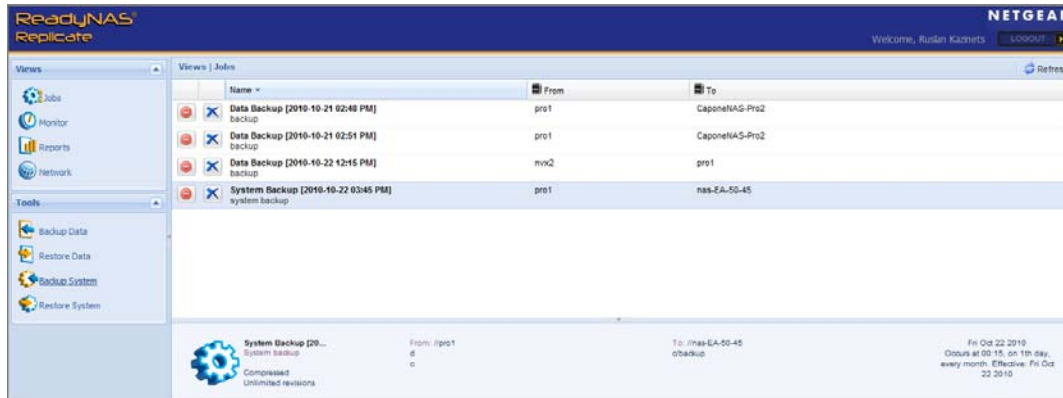 ReadyNAS®
Replicate
NETGEAR
Welcome, Ruslan Kaznets
LOGOUT
Views
Jobs
Monitor
Reports
Network
Tools
Backup Data
Restore Data
Backup System
Restore System
Views | Jobs
Refres
Name
From
To
Data Backup [2010-10-21 02:48 PM]
backup
pro1
CaponeNAS-Pro2
Data Backup [2010-10-21 02:51 PM]
backup
pro1
CaponeNAS-Pro2
Data Backup [2010-10-22 12:15 PM]
backup
nvx2
pro1
System Backup [2010-10-22 03:45 PM]
system backup
pro1
nas-EA-50-45
System Backup [20...
System backup
Compressed
Unlimited revisions
From: //pro1
d
c
To: //nas-EA-50-45
c/backup
Fri Oct 22 2010
Occurs at 00:15, on 1th day,
every month. Effective: Fri Oct
22 2010